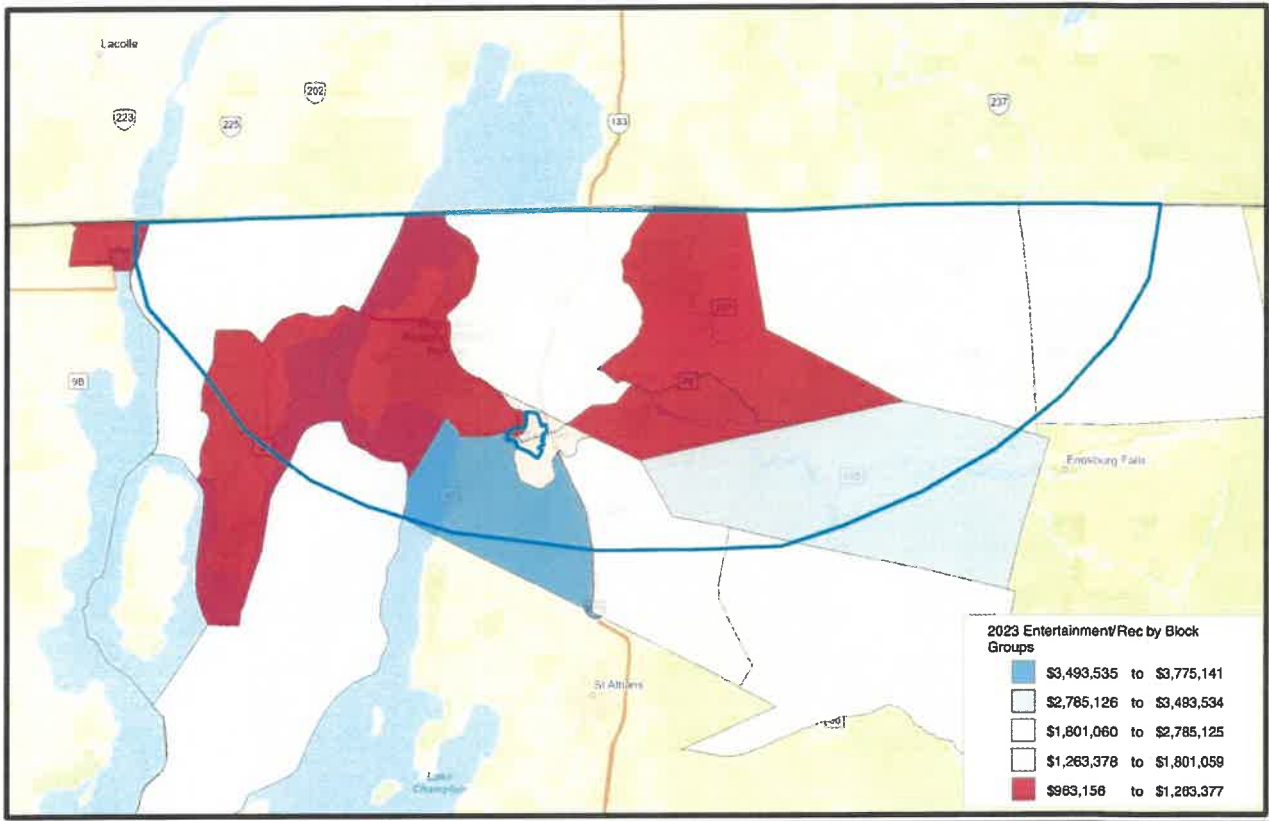 Lacolle
202
223
225
133
237
9B
78
Enosburg Falls
St Albans
Lake
Champlain
2023 Entertainment/Rec by Block
Groups
$3,493,535 to $3,775,141
$2,785,126 to $3,493,534
$1,801,060 to $2,785,125
$1,263,378 to $1,801,059
$963,156 to $1,263,377